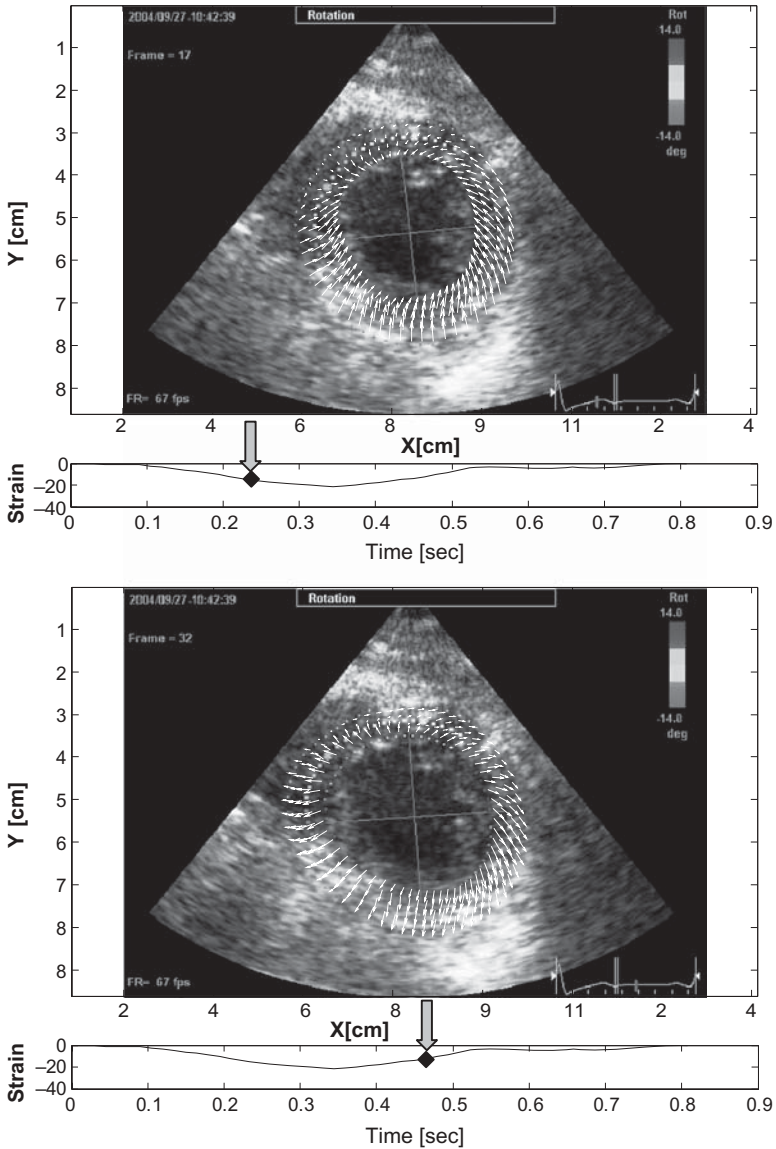 2004/09/27-10:42:39
Rotation
Rot
14.0
Frame = 17
-14.0
deg
1
2
3
4
5
6
7
8
Y [cm]
FR= 67 fps
2 4 6 8 9 11 2 4
X[cm]
Strain
0
–20
–40
0 0.1 0.2 0.3 0.4 0.5 0.6 0.7 0.8 0.9
Time [sec]
2004/09/27-10:42:39
Rotation
Rot
14.0
Frame = 32
-14.0
deg
1
2
3
4
5
6
7
8
Y [cm]
FR= 67 fps
2 4 6 8 9 11 2 4
X[cm]
Strain
0
–20
–40
0 0.1 0.2 0.3 0.4 0.5 0.6 0.7 0.8 0.9
Time [sec]